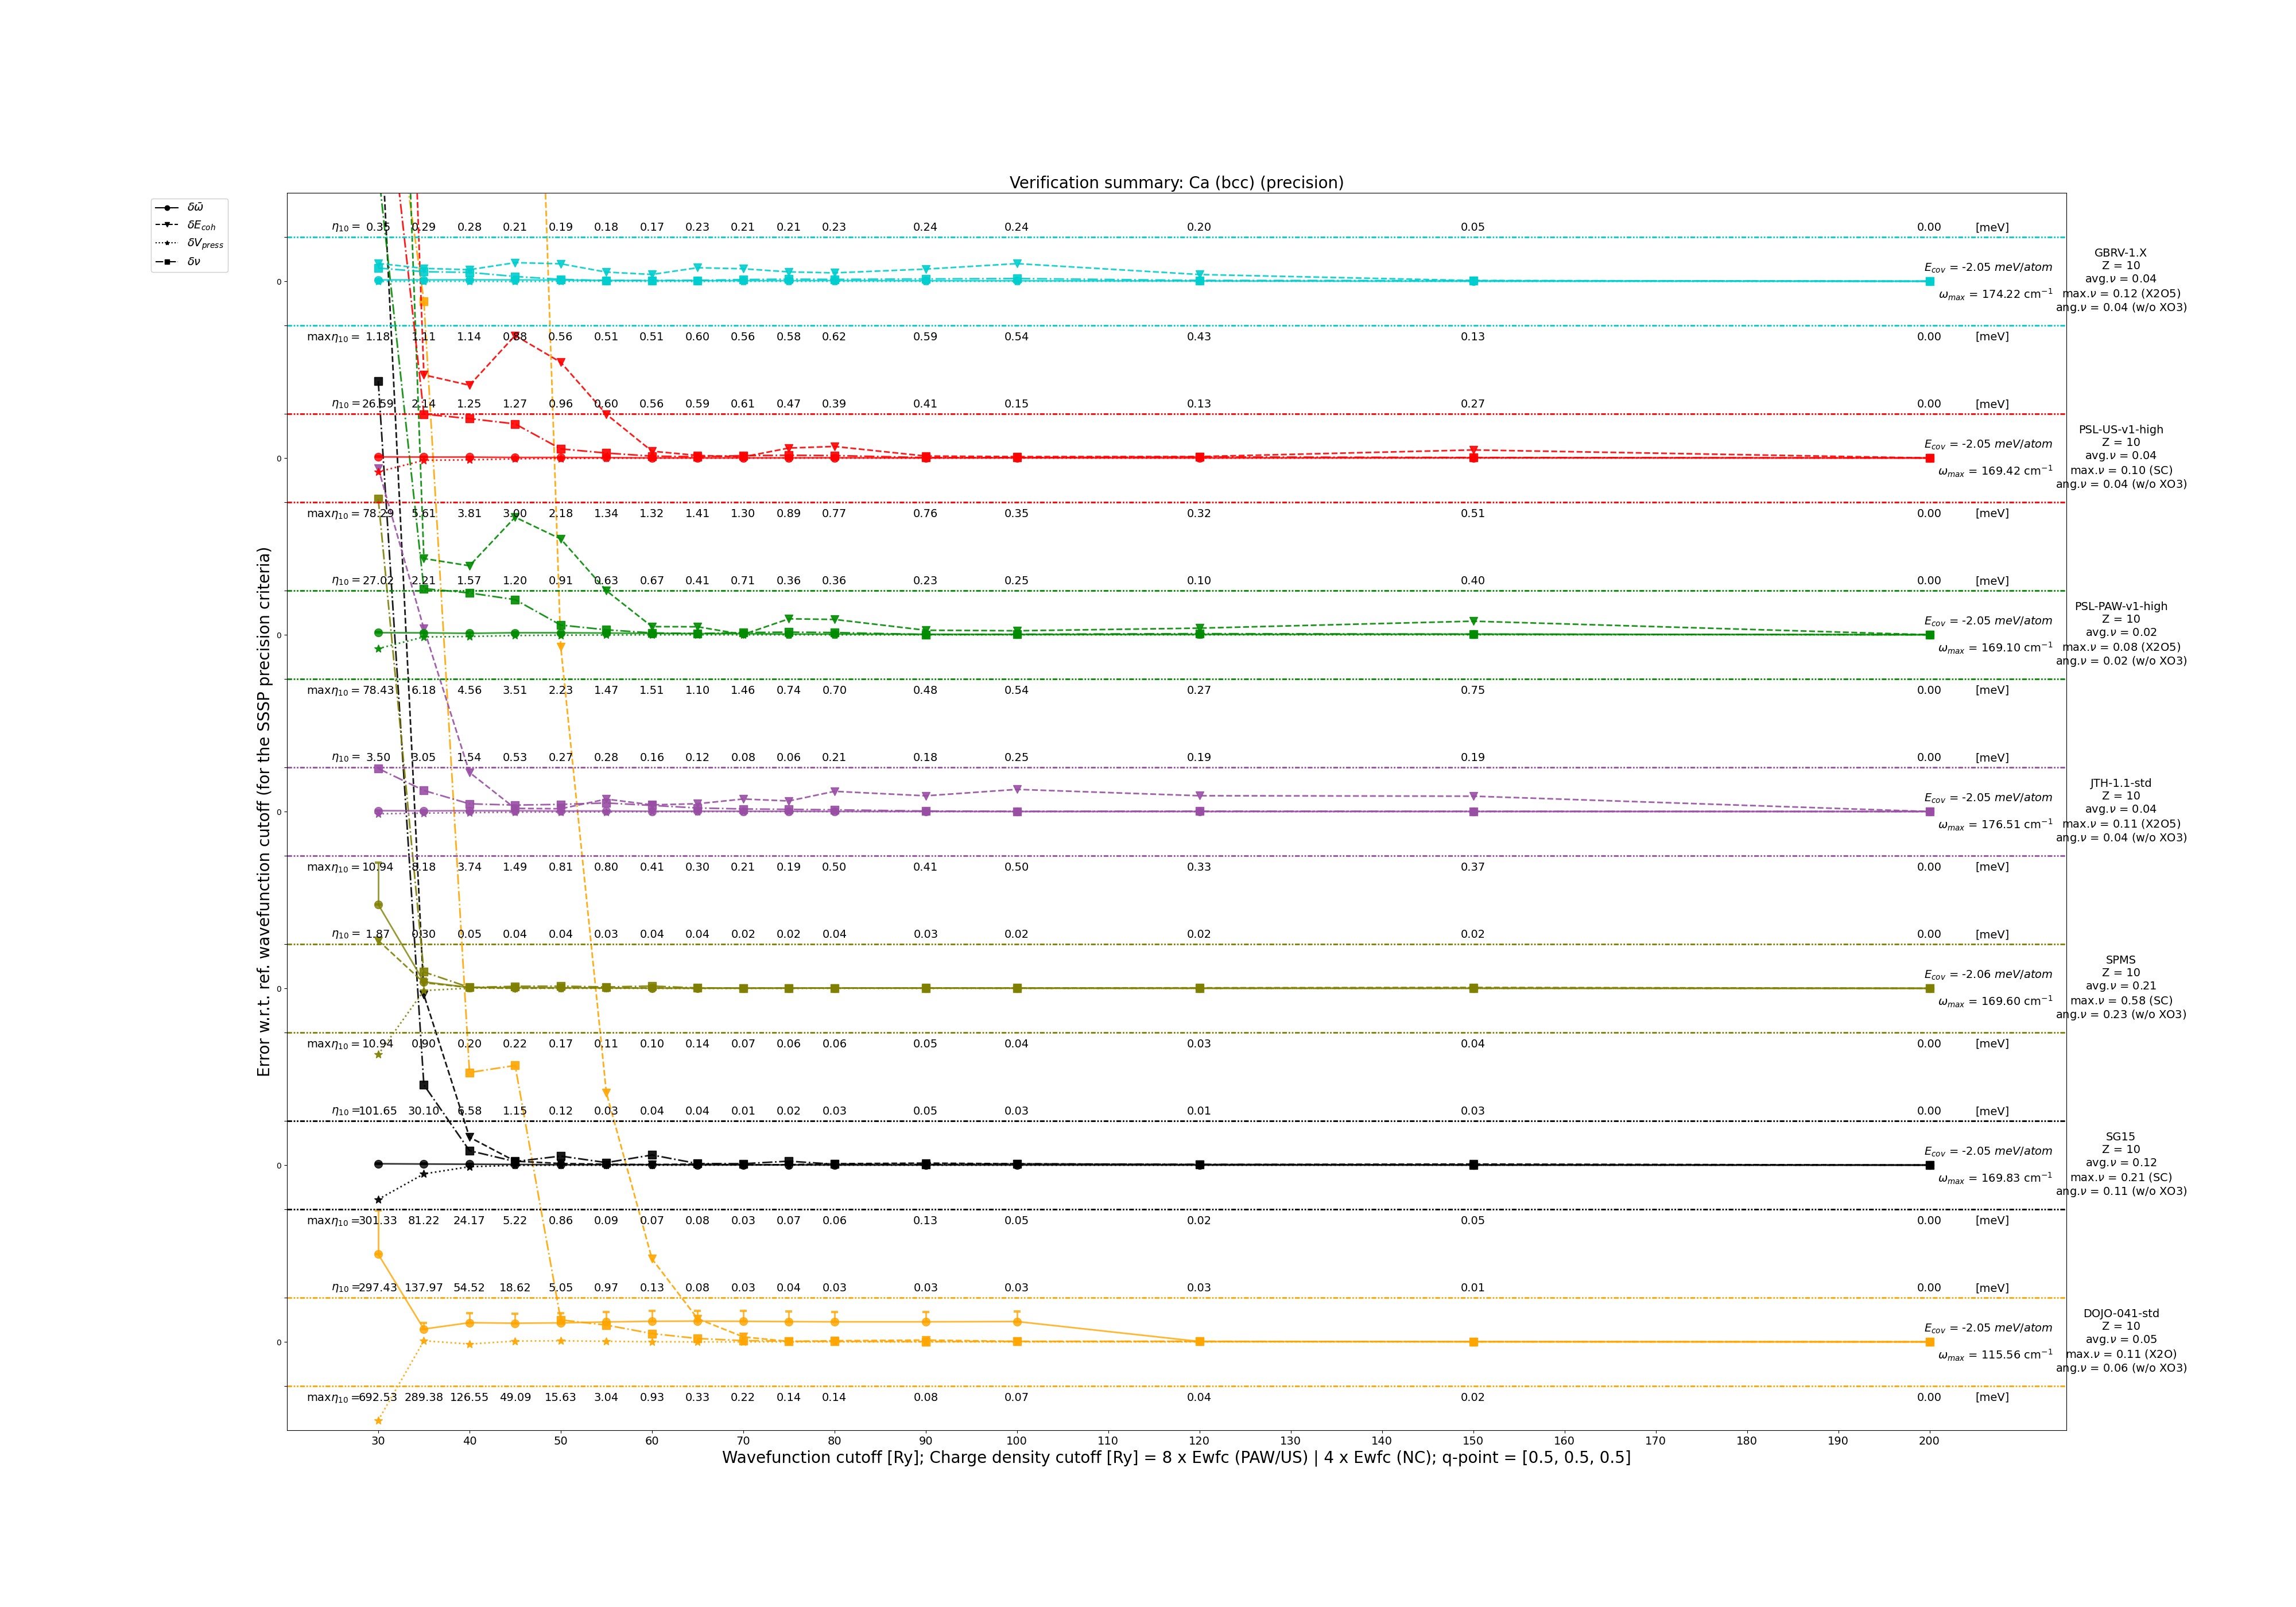 Verification summary: Ca (bcc) (precision)
δω̄
δE_coh
δV_press
δν
Error w.r.t. ref. wavefunction cutoff (for the SSSP precision criteria)
η₁₀ = 0.35 0.29 0.28 0.21 0.19 0.18 0.17 0.23 0.21 0.21 0.23 0.24 0.24 0.20 0.05 0.00 [meV]
0
E_cov = -2.05 meV/atom
ω_max = 174.22 cm⁻¹
GBRV-1.X
Z = 10
avg.ν = 0.04
max.ν = 0.12 (X2O5)
ang.ν = 0.04 (w/o XO3)
maxη₁₀ = 1.18 1.11 1.14 0.88 0.56 0.51 0.51 0.60 0.56 0.58 0.62 0.59 0.54 0.43 0.13 0.00 [meV]
η₁₀ = 26.59 2.14 1.25 1.27 0.96 0.60 0.56 0.59 0.61 0.47 0.39 0.41 0.15 0.13 0.27 0.00 [meV]
0
E_cov = -2.05 meV/atom
ω_max = 169.42 cm⁻¹
PSL-US-v1-high
Z = 10
avg.ν = 0.04
max.ν = 0.10 (SC)
ang.ν = 0.04 (w/o XO3)
maxη₁₀ = 78.29 5.61 3.81 3.00 2.18 1.34 1.32 1.41 1.30 0.89 0.77 0.76 0.35 0.32 0.51 0.00 [meV]
η₁₀ = 27.02 2.21 1.57 1.20 0.91 0.63 0.67 0.41 0.71 0.36 0.36 0.23 0.25 0.10 0.40 0.00 [meV]
0
E_cov = -2.05 meV/atom
ω_max = 169.10 cm⁻¹
PSL-PAW-v1-high
Z = 10
avg.ν = 0.02
max.ν = 0.08 (X2O5)
ang.ν = 0.02 (w/o XO3)
maxη₁₀ = 78.43 6.18 4.56 3.51 2.23 1.47 1.51 1.10 1.46 0.74 0.70 0.48 0.54 0.27 0.75 0.00 [meV]
η₁₀ = 3.50 3.05 1.54 0.53 0.27 0.28 0.16 0.12 0.08 0.06 0.21 0.18 0.25 0.19 0.19 0.00 [meV]
0
E_cov = -2.05 meV/atom
ω_max = 176.51 cm⁻¹
JTH-1.1-std
Z = 10
avg.ν = 0.04
max.ν = 0.11 (X2O5)
ang.ν = 0.04 (w/o XO3)
maxη₁₀ = 10.94 8.18 3.74 1.49 0.81 0.80 0.41 0.30 0.21 0.19 0.50 0.41 0.50 0.33 0.37 0.00 [meV]
η₁₀ = 1.87 0.30 0.05 0.04 0.04 0.03 0.04 0.04 0.02 0.02 0.04 0.03 0.02 0.02 0.02 0.00 [meV]
0
E_cov = -2.06 meV/atom
ω_max = 169.60 cm⁻¹
SPMS
Z = 10
avg.ν = 0.21
max.ν = 0.58 (SC)
ang.ν = 0.23 (w/o XO3)
maxη₁₀ = 10.94 0.90 0.20 0.22 0.17 0.11 0.10 0.14 0.07 0.06 0.06 0.05 0.04 0.03 0.04 0.00 [meV]
η₁₀ = 101.65 30.10 6.58 1.15 0.12 0.03 0.04 0.04 0.01 0.02 0.03 0.05 0.03 0.01 0.03 0.00 [meV]
0
E_cov = -2.05 meV/atom
ω_max = 169.83 cm⁻¹
SG15
Z = 10
avg.ν = 0.12
max.ν = 0.21 (SC)
ang.ν = 0.11 (w/o XO3)
maxη₁₀ = 301.33 81.22 24.17 5.22 0.86 0.09 0.07 0.08 0.03 0.07 0.06 0.13 0.05 0.02 0.05 0.00 [meV]
η₁₀ = 297.43 137.97 54.52 18.62 5.05 0.97 0.13 0.08 0.03 0.04 0.03 0.03 0.03 0.03 0.01 0.00 [meV]
0
E_cov = -2.05 meV/atom
ω_max = 115.56 cm⁻¹
DOJO-041-std
Z = 10
avg.ν = 0.05
max.ν = 0.11 (X2O)
ang.ν = 0.06 (w/o XO3)
maxη₁₀ = 692.53 289.38 126.55 49.09 15.63 3.04 0.93 0.33 0.22 0.14 0.14 0.08 0.07 0.04 0.02 0.00 [meV]
30 40 50 60 70 80 90 100 110 120 130 140 150 160 170 180 190 200
Wavefunction cutoff [Ry]; Charge density cutoff [Ry] = 8 x Ewfc (PAW/US) | 4 x Ewfc (NC); q-point = [0.5, 0.5, 0.5]